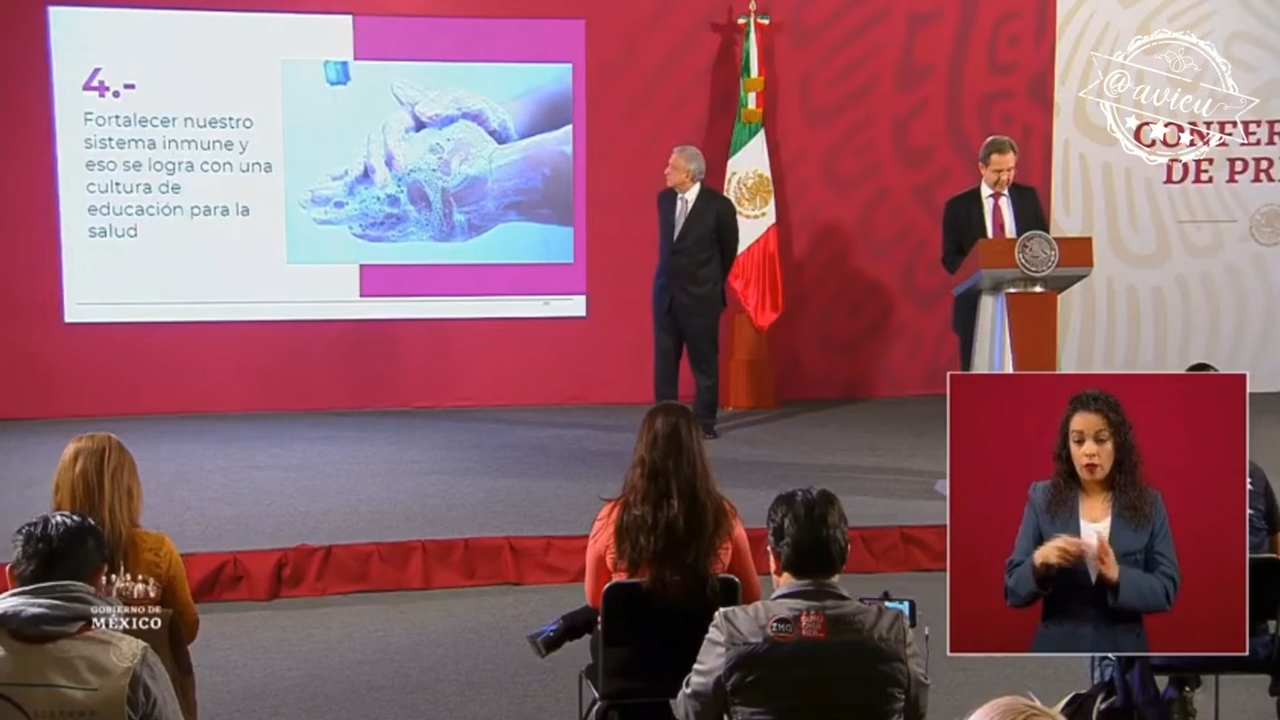 4.-
Fortalecer nuestro
sistema inmune y
eso se logra con una
cultura de
educación para la
salud
@avieu
CONFER
DE PR
GOBIERNO DE
MÉXICO